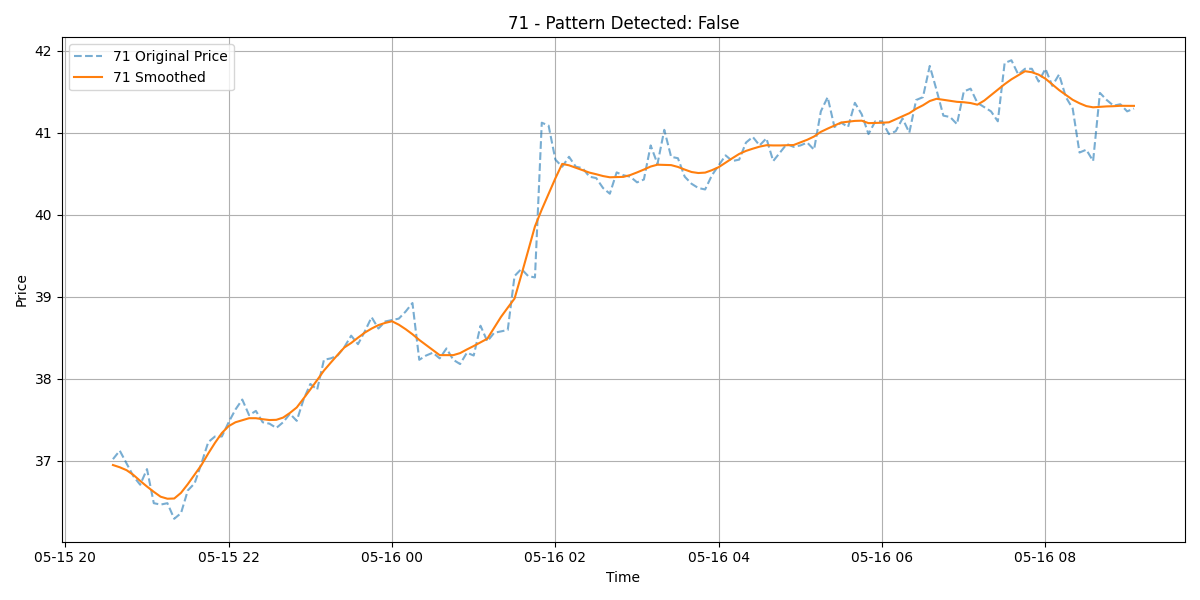 71 - Pattern Detected: False
71 Original Price
71 Smoothed
Price
42
41
40
39
38
37
05-15 20
05-15 22
05-16 00
05-16 02
05-16 04
05-16 06
05-16 08
Time